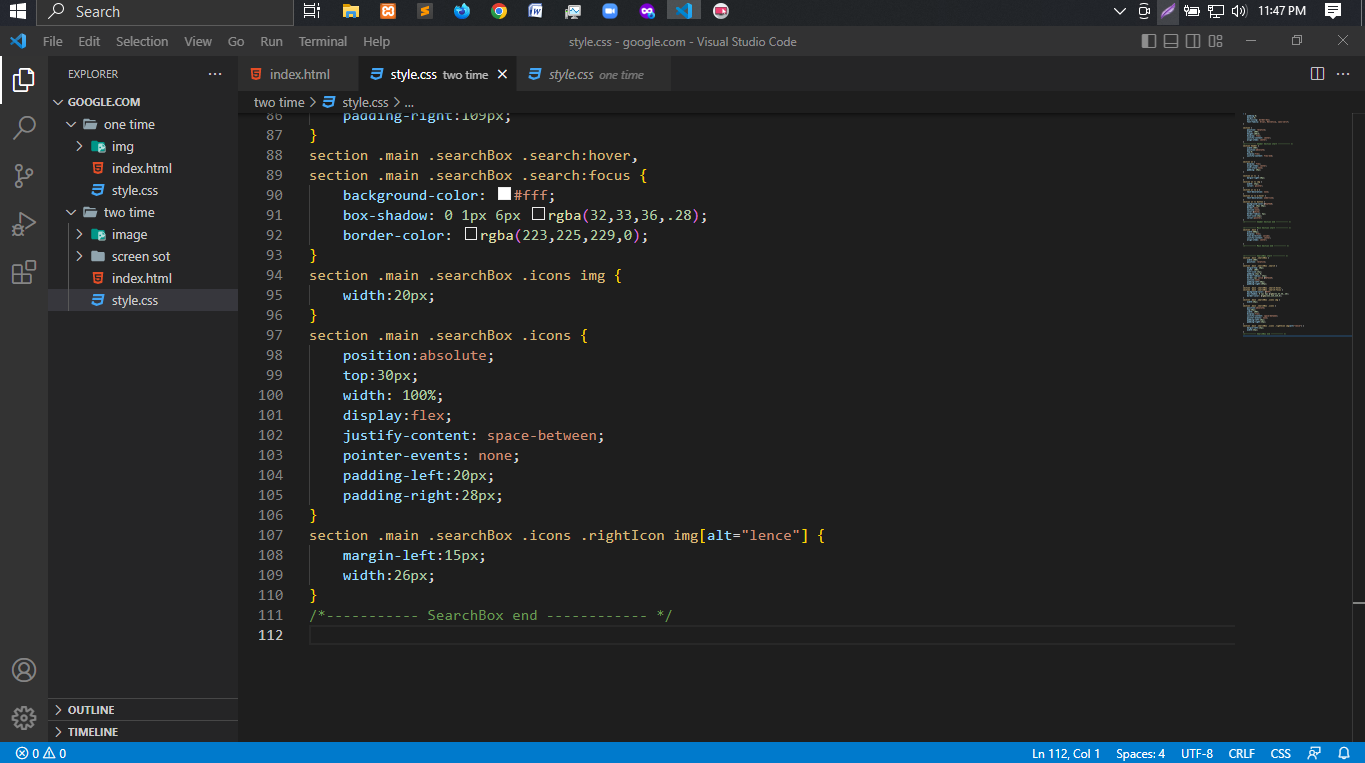 Search
11:47 PM
File Edit Selection View Go Run Terminal Help
style.css - google.com - Visual Studio Code
EXPLORER
GOOGLE.COM
one time
img
index.html
style.css
two time
image
screen sot
index.html
style.css
OUTLINE
TIMELINE
index.html
style.css two time
style.css one time
two time > style.css > ...
86 padding-right:109px;
87 }
88 section .main .searchBox .search:hover,
89 section .main .searchBox .search:focus {
90 background-color: #fff;
91 box-shadow: 0 1px 6px rgba(32,33,36,.28);
92 border-color: rgba(223,225,229,0);
93 }
94 section .main .searchBox .icons img {
95 width:20px;
96 }
97 section .main .searchBox .icons {
98 position:absolute;
99 top:30px;
100 width: 100%;
101 display:flex;
102 justify-content: space-between;
103 pointer-events: none;
104 padding-left:20px;
105 padding-right:28px;
106 }
107 section .main .searchBox .icons .rightIcon img[alt="lence"] {
108 margin-left:15px;
109 width:26px;
110 }
111 /*----------- SearchBox end ------------ */
112
0 0
Ln 112, Col 1 Spaces: 4 UTF-8 CRLF CSS